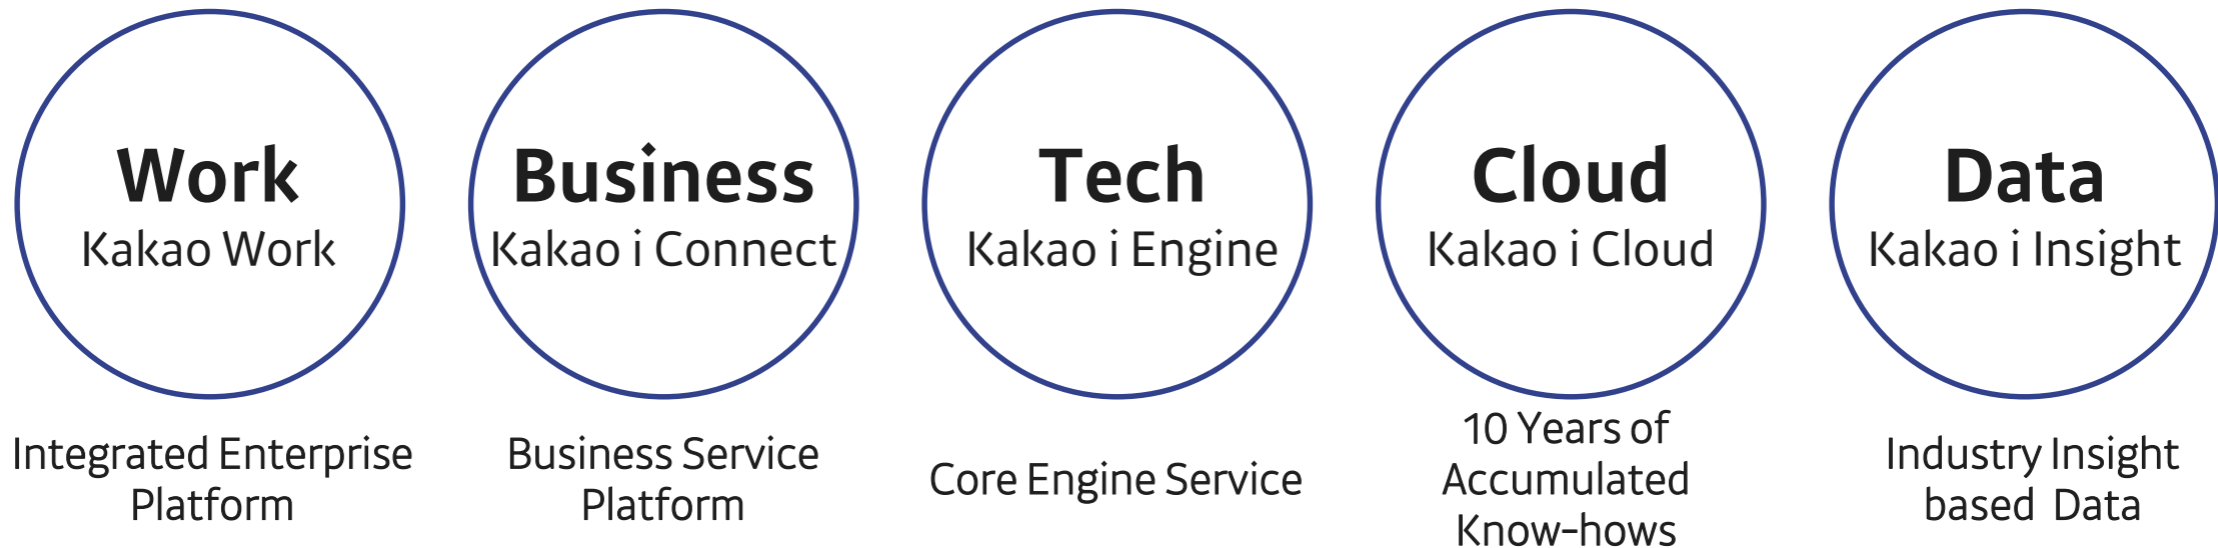 Work
Kakao Work
Integrated Enterprise
Platform
Business
Kakao i Connect
Business Service
Platform
Tech
Kakao i Engine
Core Engine Service
Cloud
Kakao i Cloud
10 Years of
Accumulated
Know-hows
Data
Kakao i Insight
Industry Insight
based Data